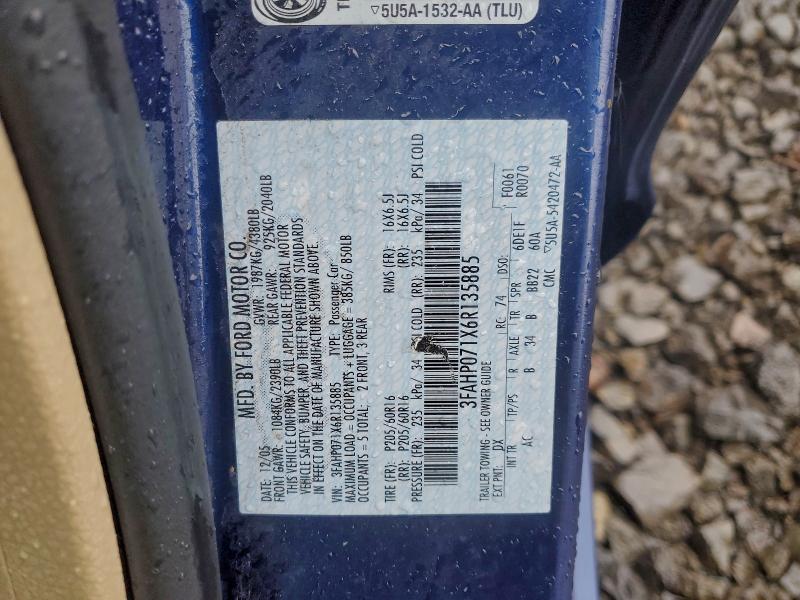 5U5A-1532-AA (TLU)
MFD. BY FORD MOTOR CO.
DATE: 12/05 GVWR: 1987KG/4380LB
FRONT GAWR: 1084KG/2390LB REAR GAWR: 925KG/2040LB
THIS VEHICLE CONFORMS TO ALL APPLICABLE FEDERAL MOTOR
VEHICLE SAFETY, BUMPER, AND THEFT PREVENTION STANDARDS
IN EFFECT ON THE DATE OF MANUFACTURE SHOWN ABOVE.
VIN: 3FAHP071X6R135885 TYPE: Passenger Car
MAXIMUM LOAD = OCCUPANTS + LUGGAGE = 385KG/ 850LB
OCCUPANTS = 5 TOTAL: 2 FRONT, 3 REAR
TIRE (FR): P205/60R16 RIMS (FR): 16X6.5J
(RR): P205/60R16 (RR): 16X6.5J
PRESSURE (FR): 235 kPa/ 34 PSI COLD (RR): 235 kPa/ 34 PSI COLD
3FAHP071X6R135885
TRAILER TOWING - SEE OWNER GUIDE F0061
EXT PNT: DX RC: 74 DSO: R0070
INT TR TP/PS R AXLE TR SPR 6DE1F
AC B 34 B BB22 60A
CMC 5U5A-5420472-AA